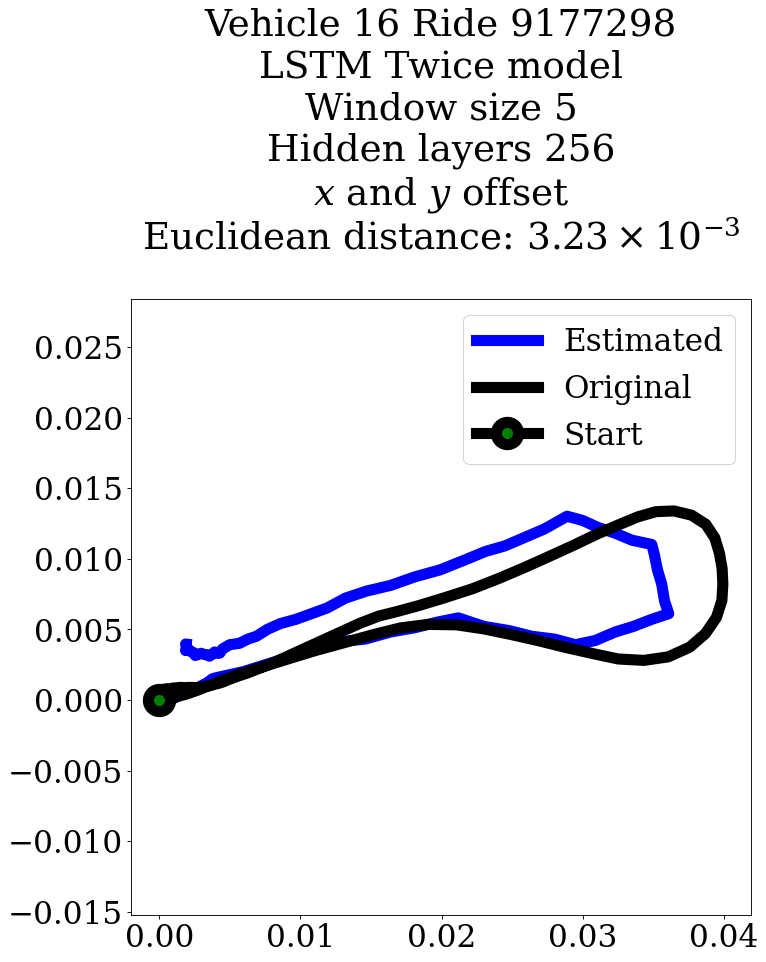 Vehicle 16 Ride 9177298
LSTM Twice model
Window size 5
Hidden layers 256
x and y offset
Euclidean distance: 3.23 × 10⁻³
Estimated
Original
Start
0.025
0.020
0.015
0.010
0.005
0.000
−0.005
−0.010
−0.015
0.00 0.01 0.02 0.03 0.04